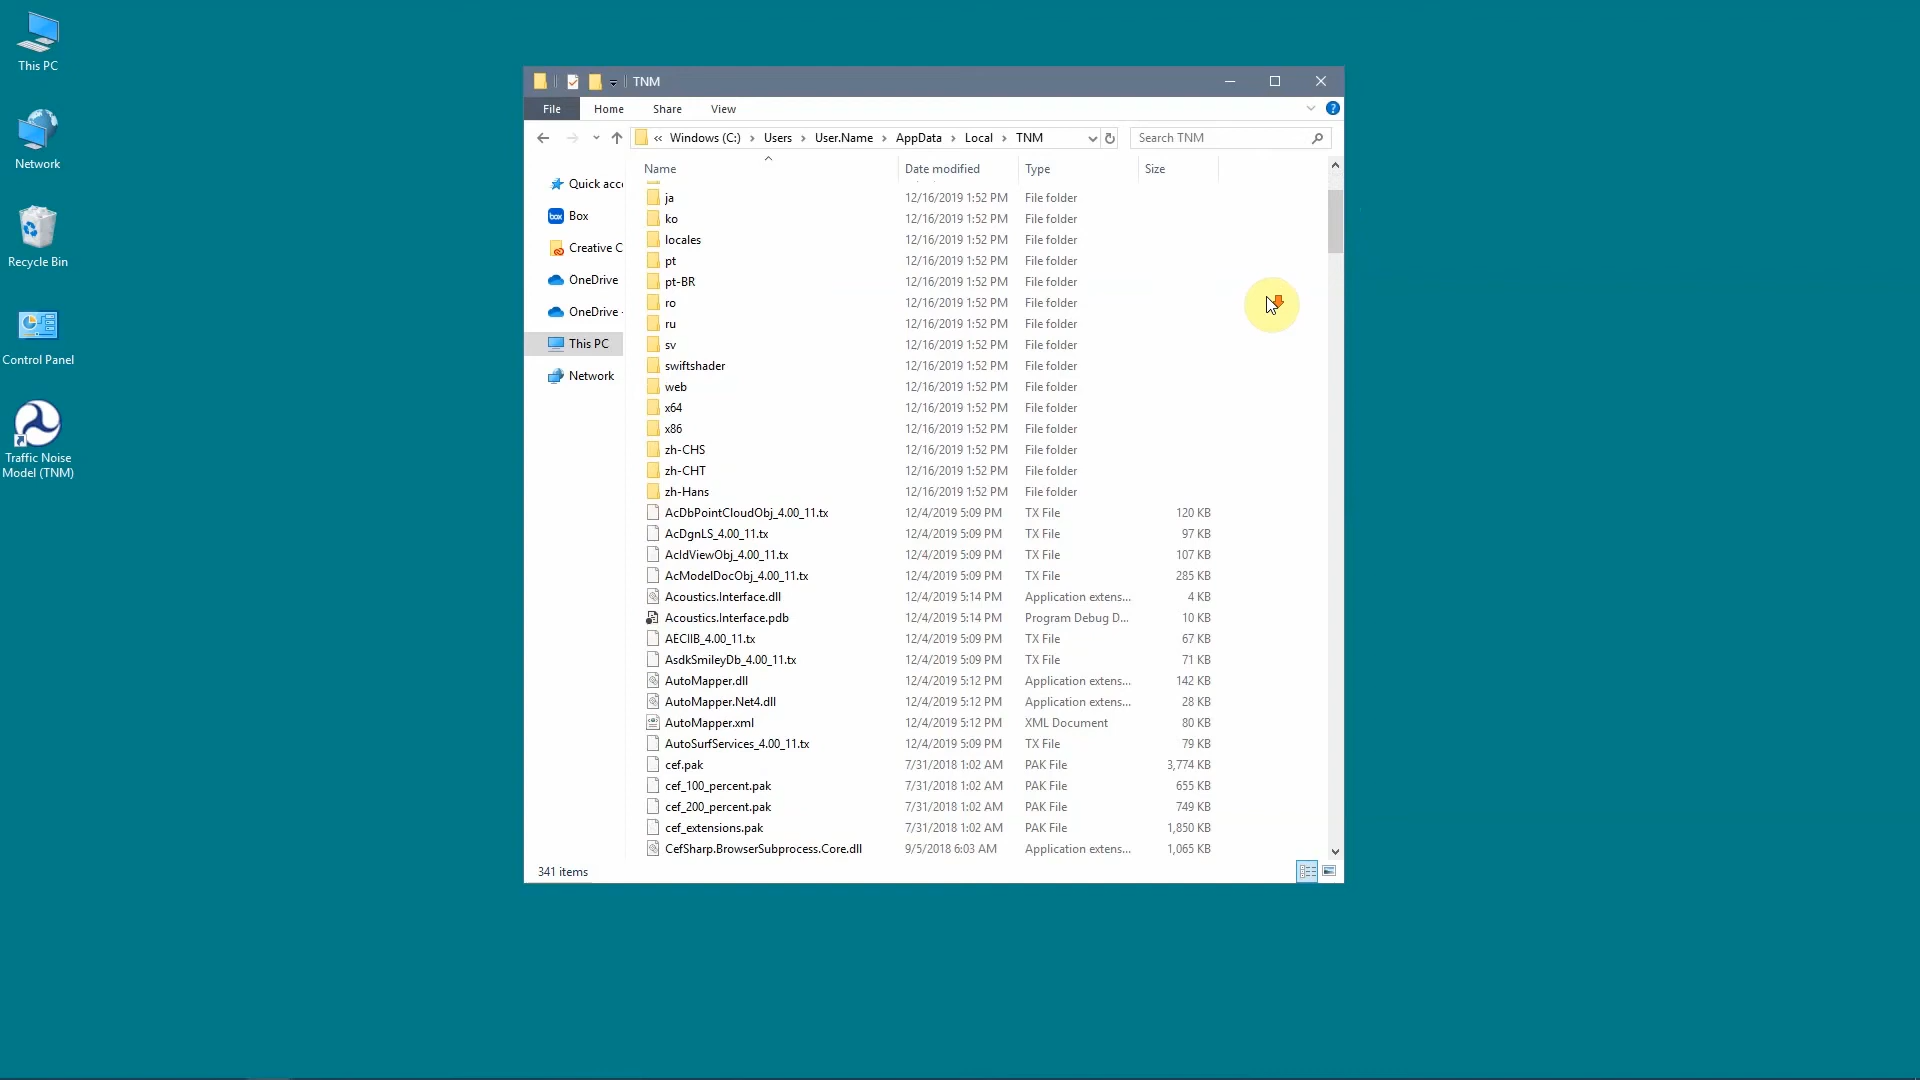 This PC
Network
Recycle Bin
Control Panel
Traffic Noise
Model (TNM)
TNM
File Home Share View
« Windows (C:) > Users > User.Name > AppData > Local > TNM
Search TNM
Name Date modified Type Size
Quick acc
Box
Creative C
OneDrive
OneDrive -
This PC
Network
ja 12/16/2019 1:52 PM File folder
ko 12/16/2019 1:52 PM File folder
locales 12/16/2019 1:52 PM File folder
pt 12/16/2019 1:52 PM File folder
pt-BR 12/16/2019 1:52 PM File folder
ro 12/16/2019 1:52 PM File folder
ru 12/16/2019 1:52 PM File folder
sv 12/16/2019 1:52 PM File folder
swiftshader 12/16/2019 1:52 PM File folder
web 12/16/2019 1:52 PM File folder
x64 12/16/2019 1:52 PM File folder
x86 12/16/2019 1:52 PM File folder
zh-CHS 12/16/2019 1:52 PM File folder
zh-CHT 12/16/2019 1:52 PM File folder
zh-Hans 12/16/2019 1:52 PM File folder
AcDbPointCloudObj_4.00_11.tx 12/4/2019 5:09 PM TX File 120 KB
AcDgnLS_4.00_11.tx 12/4/2019 5:09 PM TX File 97 KB
AcIdViewObj_4.00_11.tx 12/4/2019 5:09 PM TX File 107 KB
AcModelDocObj_4.00_11.tx 12/4/2019 5:09 PM TX File 285 KB
Acoustics.Interface.dll 12/4/2019 5:14 PM Application extens... 4 KB
Acoustics.Interface.pdb 12/4/2019 5:14 PM Program Debug D... 10 KB
AECIIB_4.00_11.tx 12/4/2019 5:09 PM TX File 67 KB
AsdkSmileyDb_4.00_11.tx 12/4/2019 5:09 PM TX File 71 KB
AutoMapper.dll 12/4/2019 5:12 PM Application extens... 142 KB
AutoMapper.Net4.dll 12/4/2019 5:12 PM Application extens... 28 KB
AutoMapper.xml 12/4/2019 5:12 PM XML Document 80 KB
AutoSurfServices_4.00_11.tx 12/4/2019 5:09 PM TX File 79 KB
cef.pak 7/31/2018 1:02 AM PAK File 3,774 KB
cef_100_percent.pak 7/31/2018 1:02 AM PAK File 655 KB
cef_200_percent.pak 7/31/2018 1:02 AM PAK File 749 KB
cef_extensions.pak 7/31/2018 1:02 AM PAK File 1,850 KB
CefSharp.BrowserSubprocess.Core.dll 9/5/2018 6:03 AM Application extens... 1,065 KB
341 items